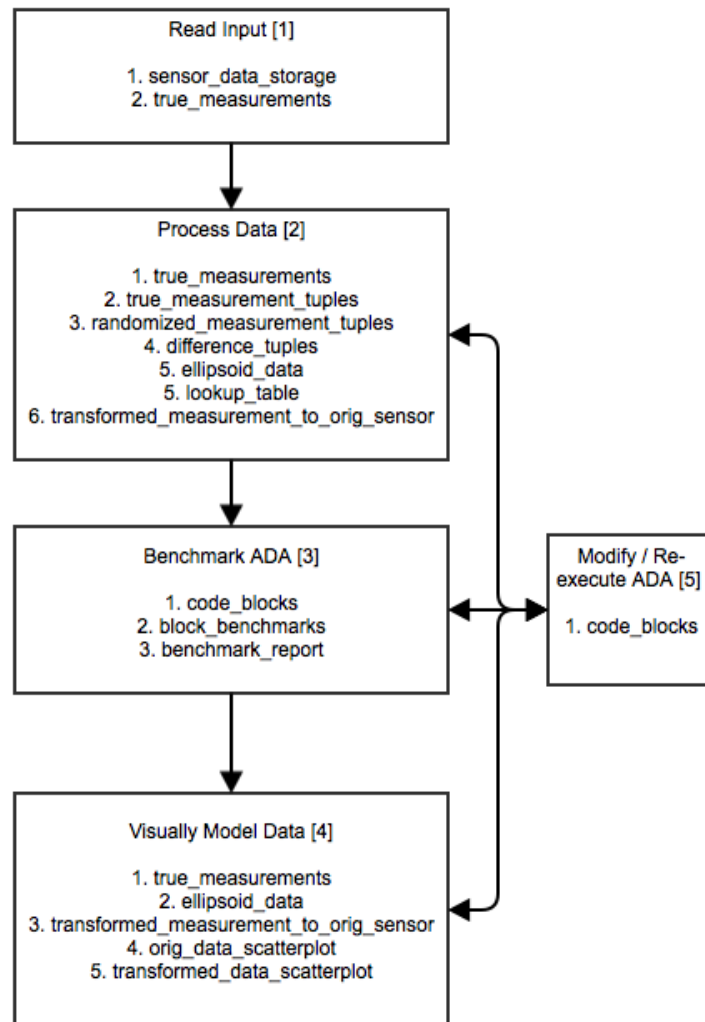 Read Input [1]
1. sensor_data_storage
2. true_measurements
Process Data [2]
1. true_measurements
2. true_measurement_tuples
3. randomized_measurement_tuples
4. difference_tuples
5. ellipsoid_data
5. lookup_table
6. transformed_measurement_to_orig_sensor
Benchmark ADA [3]
1. code_blocks
2. block_benchmarks
3. benchmark_report
Modify / Re-
execute ADA [5]
1. code_blocks
Visually Model Data [4]
1. true_measurements
2. ellipsoid_data
3. transformed_measurement_to_orig_sensor
4. orig_data_scatterplot
5. transformed_data_scatterplot